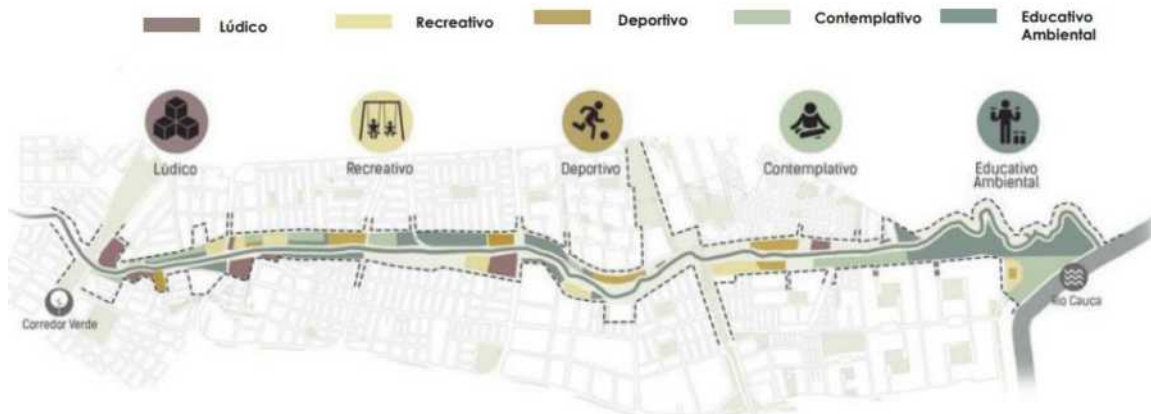 Lúdico
Recreativo
Deportivo
Contemplativo
Educativo
Ambiental
Lúdico
Recreativo
Deportivo
Contemplativo
Educativo
Ambiental
Corredor Verde
Río Cauca